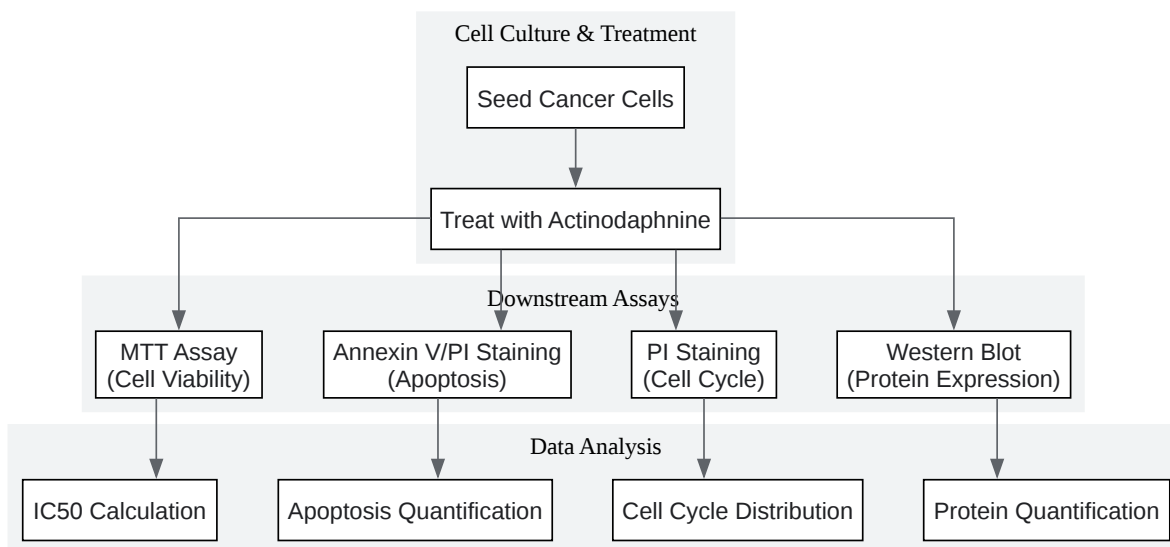 Cell Culture & Treatment
Seed Cancer Cells
Treat with Actinodaphnine
Downstream Assays
MTT Assay
(Cell Viability)
Annexin V/PI Staining
(Apoptosis)
PI Staining
(Cell Cycle)
Western Blot
(Protein Expression)
Data Analysis
IC50 Calculation
Apoptosis Quantification
Cell Cycle Distribution
Protein Quantification